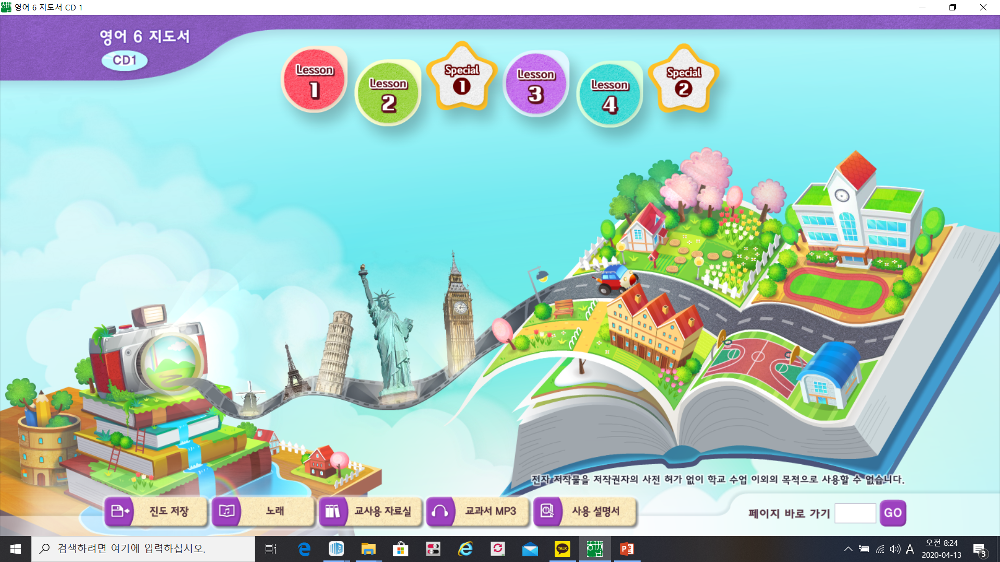 영어 6 지도서 CD 1
영어 6 지도서
CD1
Lesson
1
Lesson
2
Special
1
Lesson
3
Lesson
4
Special
2
전자 저작물을 저작권자의 사전 허가 없이 학교 수업 이외의 목적으로 사용할 수 없습니다.
진도 저장
노래
교사용 자료실
교과서 MP3
사용 설명서
페이지 바로 가기
GO
검색하려면 여기에 입력하십시오.
TALK
A
오전 8:24
2020-04-13
3